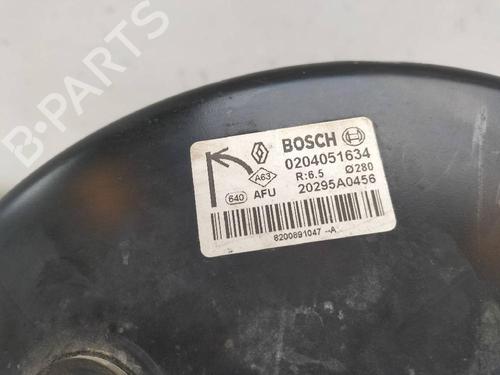 BOSCH
0204051634
A63
R:6.5 Ø280
640 AFU 20295A0456
8200891047 --A
B-PARTS